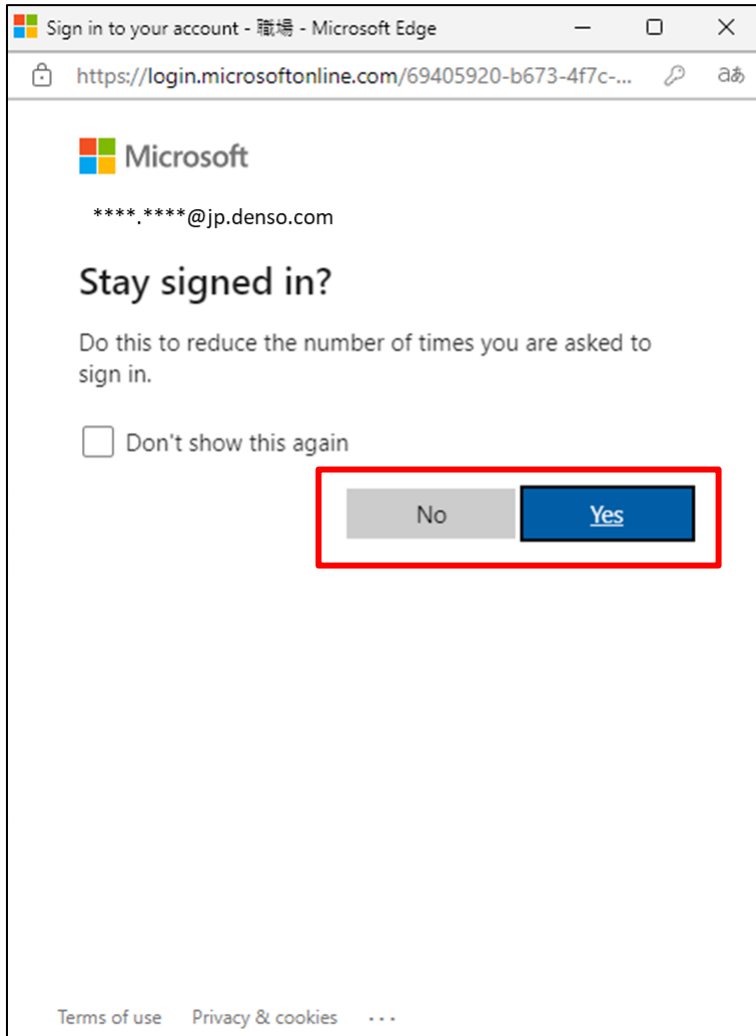 Sign in to your account - 職場 - Microsoft Edge
https://login.microsoftonline.com/69405920-b673-4f7c-...
aあ
Microsoft
****.****@jp.denso.com
Stay signed in?
Do this to reduce the number of times you are asked to
sign in.
Don't show this again
No Yes
Terms of use Privacy & cookies ...